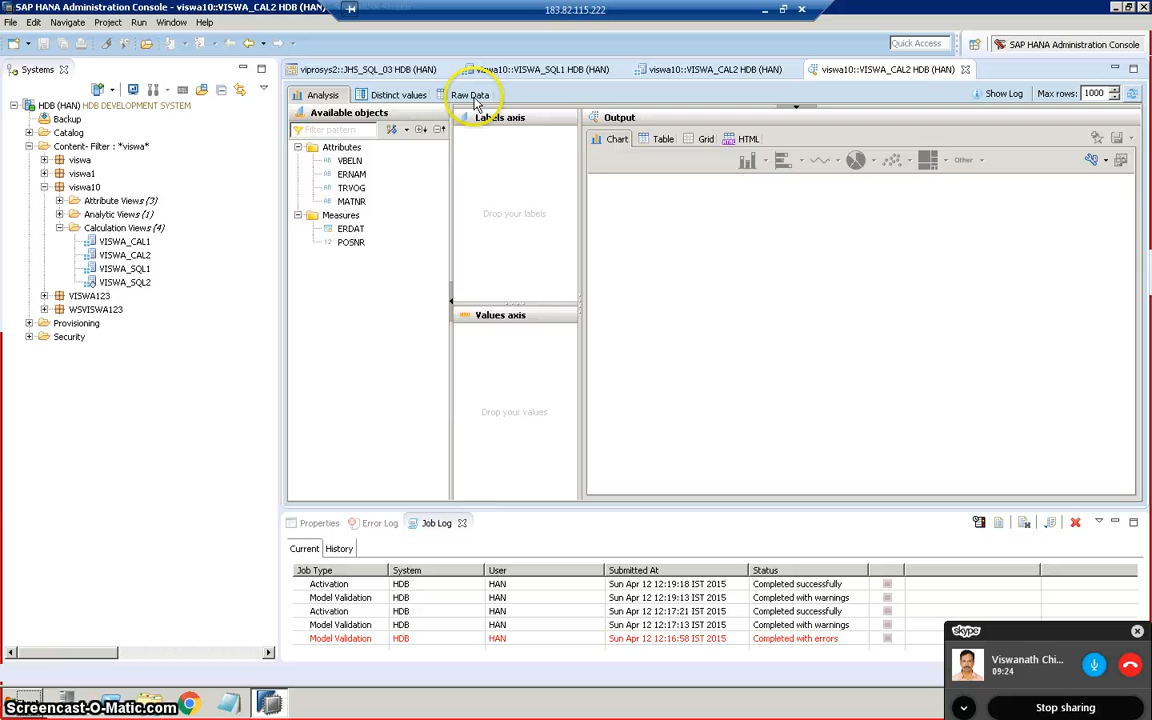 SAP HANA Administration Console - viswa10::VISWA_CAL2 HDB (HAN)
183.82.115.222
File Edit Navigate Project Run Window Help
Quick Access
SAP HANA Administration Console
Systems
viprosys2::JHS_SQL_03 HDB (HAN)
viswa10::VISWA_SQL1 HDB (HAN)
viswa10::VISWA_CAL2 HDB (HAN)
viswa10::VISWA_CAL2 HDB (HAN)
Analysis
Distinct values
Raw Data
Show Log
Max rows: 1000
HDB (HAN) HDB DEVELOPMENT SYSTEM
Backup
Catalog
Content- Filter : *viswa*
viswa
viswa1
viswa10
Attribute Views (3)
Analytic Views (1)
Calculation Views (4)
VISWA_CAL1
VISWA_CAL2
VISWA_SQL1
VISWA_SQL2
VISWA123
WSVISWA123
Provisioning
Security
Available objects
Filter pattern
Attributes
VBELN
ERNAM
TRVOG
MATNR
Measures
ERDAT
12 POSNR
Labels axis
Drop your labels
Values axis
Drop your values
Output
Chart
Table
Grid
HTML
Other
Properties
Error Log
Job Log
Current
History
Job Type System User Submitted At Status
Activation HDB HAN Sun Apr 12 12:19:18 IST 2015 Completed successfully
Model Validation HDB HAN Sun Apr 12 12:19:13 IST 2015 Completed with warnings
Activation HDB HAN Sun Apr 12 12:17:21 IST 2015 Completed successfully
Model Validation HDB HAN Sun Apr 12 12:17:13 IST 2015 Completed with warnings
Model Validation HDB HAN Sun Apr 12 12:16:58 IST 2015 Completed with errors
skype
Viswanath Chi...
09:24
Stop sharing
Screencast-O-Matic.com